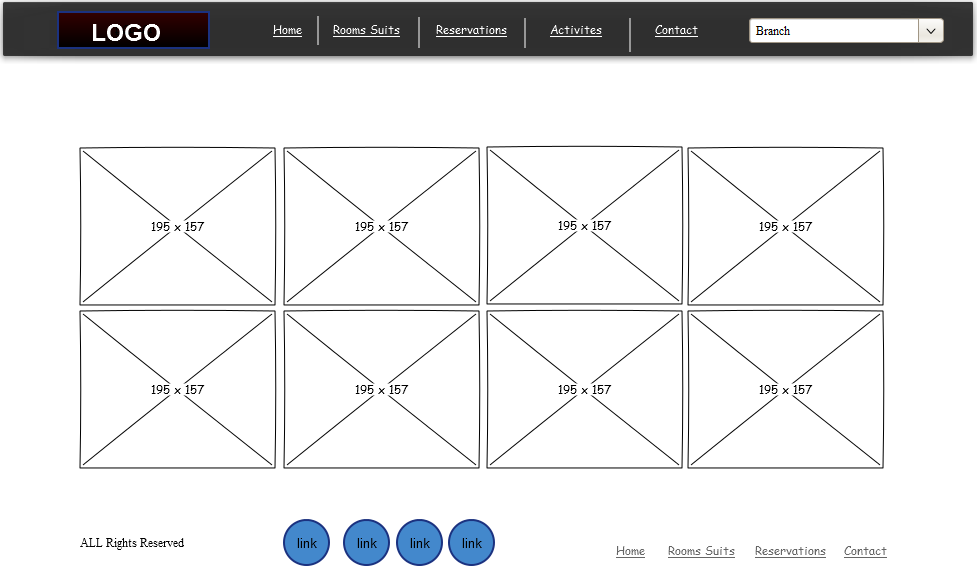 LOGO
Home Rooms Suits Reservations Activites Contact Branch
195 x 157 195 x 157 195 x 157 195 x 157
195 x 157 195 x 157 195 x 157 195 x 157
ALL Rights Reserved link link link link
Home Rooms Suits Reservations Contact